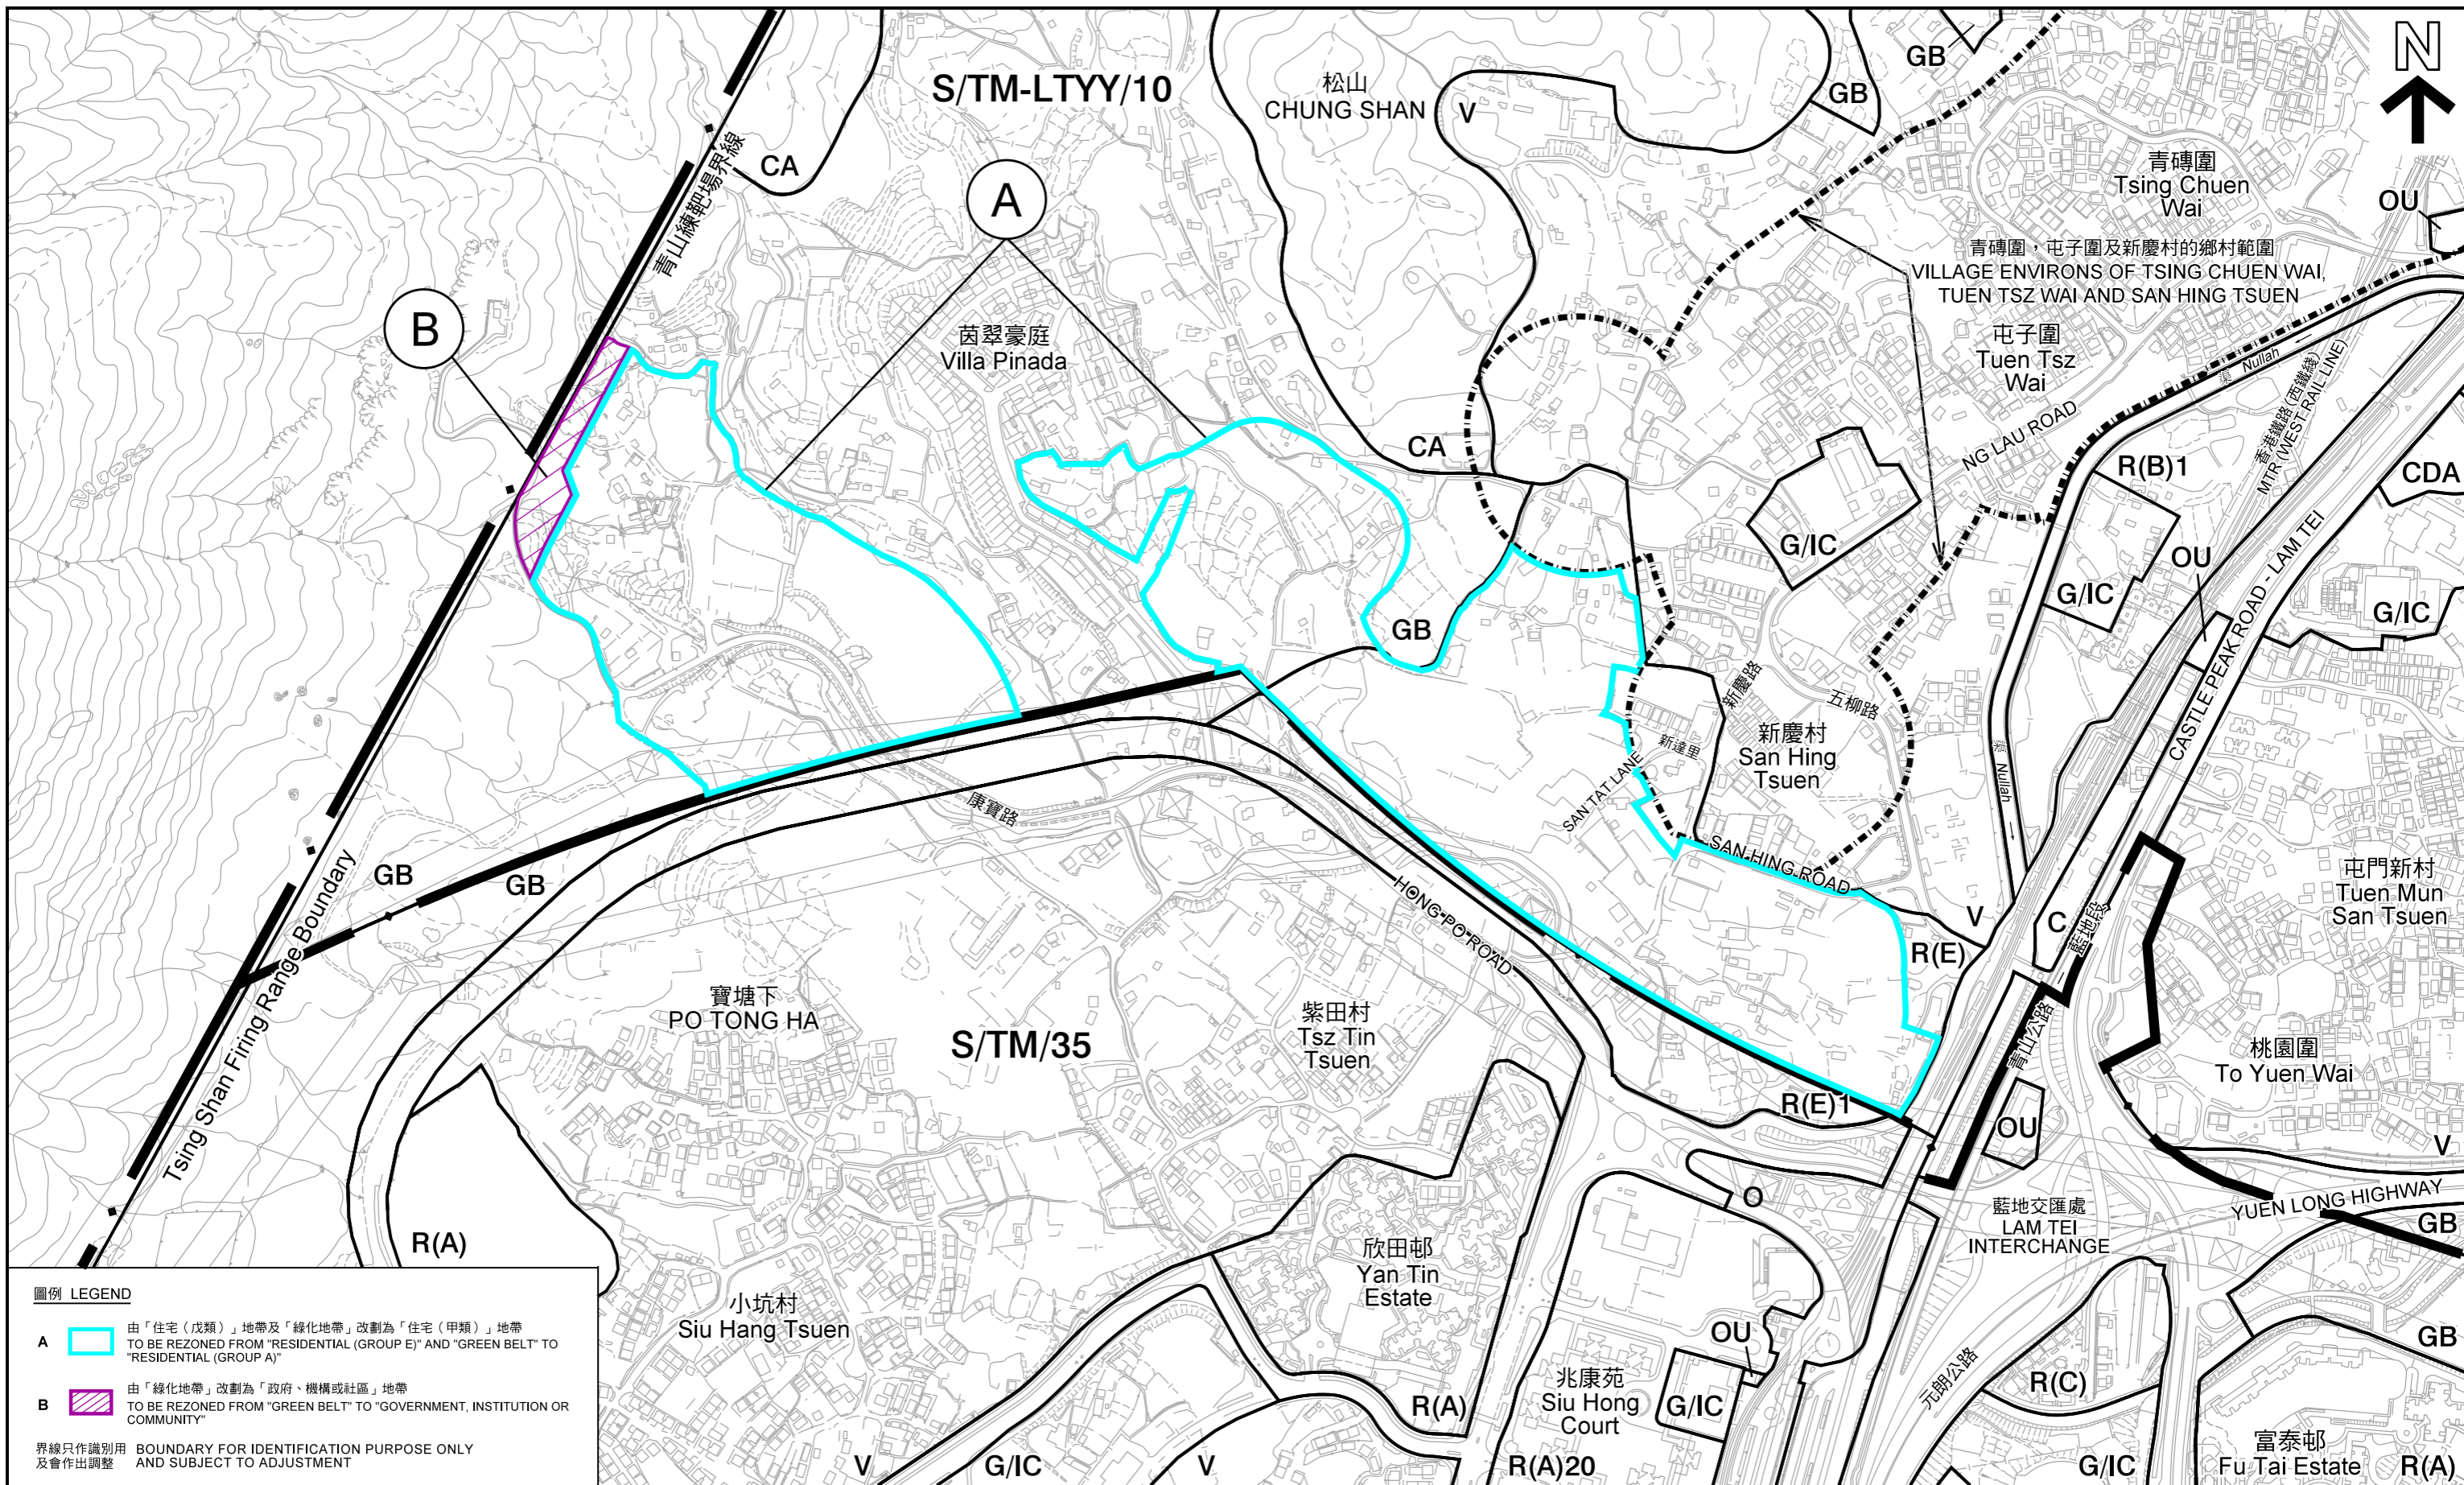 S/TM-LTYY/10
松山
CHUNG SHAN
V
GB
GB
N
CA
青山練靶場界線
A
B
青磚圍
Tsing Chuen
Wai
OU
青磚圍，屯子圍及新慶村的鄉村範圍
VILLAGE ENVIRONS OF TSING CHUEN WAI,
TUEN TSZ WAI AND SAN HING TSUEN
茵翠豪庭
Villa Pinada
屯子圍
Tuen Tsz
Wai
渠 Nullah
香港鐵路(西鐵綫)
MTR (WEST RAIL LINE)
NG LAU ROAD
CA
R(B)1
CDA
G/IC
OU
G/IC
G/IC
GB
CASTLE PEAK ROAD - LAM TEI
新慶路
五柳路
新慶村
San Hing
Tsuen
新達里
SAN TAT LANE
渠 Nullah
康寶路
SAN HING ROAD
HONG PO ROAD
GB
GB
V
R(E)
C
藍地段
青山公路
屯門新村
Tuen Mun
San Tsuen
Tsing Shan Firing Range Boundary
寶塘下
PO TONG HA
S/TM/35
紫田村
Tsz Tin
Tsuen
桃園圍
To Yuen Wai
R(E)1
OU
V
O
藍地交匯處
LAM TEI
INTERCHANGE
YUEN LONG HIGHWAY
GB
R(A)
欣田邨
Yan Tin
Estate
小坑村
Siu Hang Tsuen
OU
GB
元朗公路
R(C)
兆康苑
Siu Hong
Court
G/IC
R(A)
V
G/IC
V
R(A)20
G/IC
富泰邨
Fu Tai Estate
R(A)
圖例 LEGEND
A
由「住宅（戊類）」地帶及「綠化地帶」改劃為「住宅（甲類）」地帶
TO BE REZONED FROM "RESIDENTIAL (GROUP E)" AND "GREEN BELT" TO
"RESIDENTIAL (GROUP A)"
B
由「綠化地帶」改劃為「政府、機構或社區」地帶
TO BE REZONED FROM "GREEN BELT" TO "GOVERNMENT, INSTITUTION OR
COMMUNITY"
界線只作識別用 BOUNDARY FOR IDENTIFICATION PURPOSE ONLY
及會作出調整 AND SUBJECT TO ADJUSTMENT